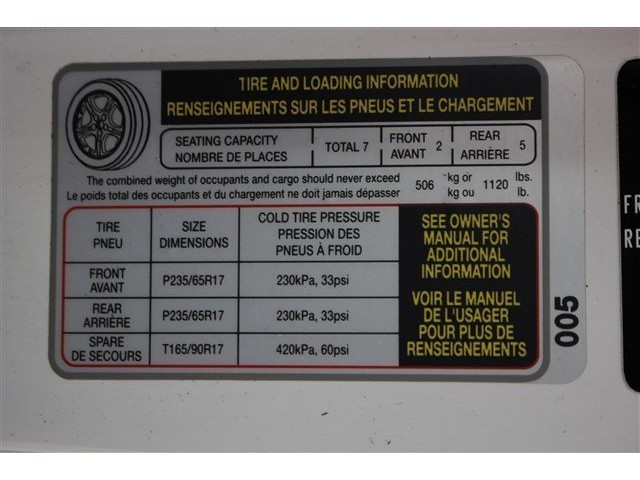 TIRE AND LOADING INFORMATION
RENSEIGNEMENTS SUR LES PNEUS ET LE CHARGEMENT
SEATING CAPACITY
NOMBRE DE PLACES
TOTAL 7
FRONT
AVANT 2
REAR
ARRIÈRE 5
The combined weight of occupants and cargo should never exceed 506 kg or 1120 lbs.
Le poids total des occupants et du chargement ne doit jamais dépasser kg ou lb.
TIRE
PNEU
SIZE
DIMENSIONS
COLD TIRE PRESSURE
PRESSION DES
PNEUS À FROID
FRONT
AVANT
P235/65R17
230kPa, 33psi
REAR
ARRIÈRE
P235/65R17
230kPa, 33psi
SPARE
DE SECOURS
T165/90R17
420kPa, 60psi
SEE OWNER'S
MANUAL FOR
ADDITIONAL
INFORMATION
VOIR LE MANUEL
DE L'USAGER
POUR PLUS DE
RENSEIGNEMENTS
005
FR
RE